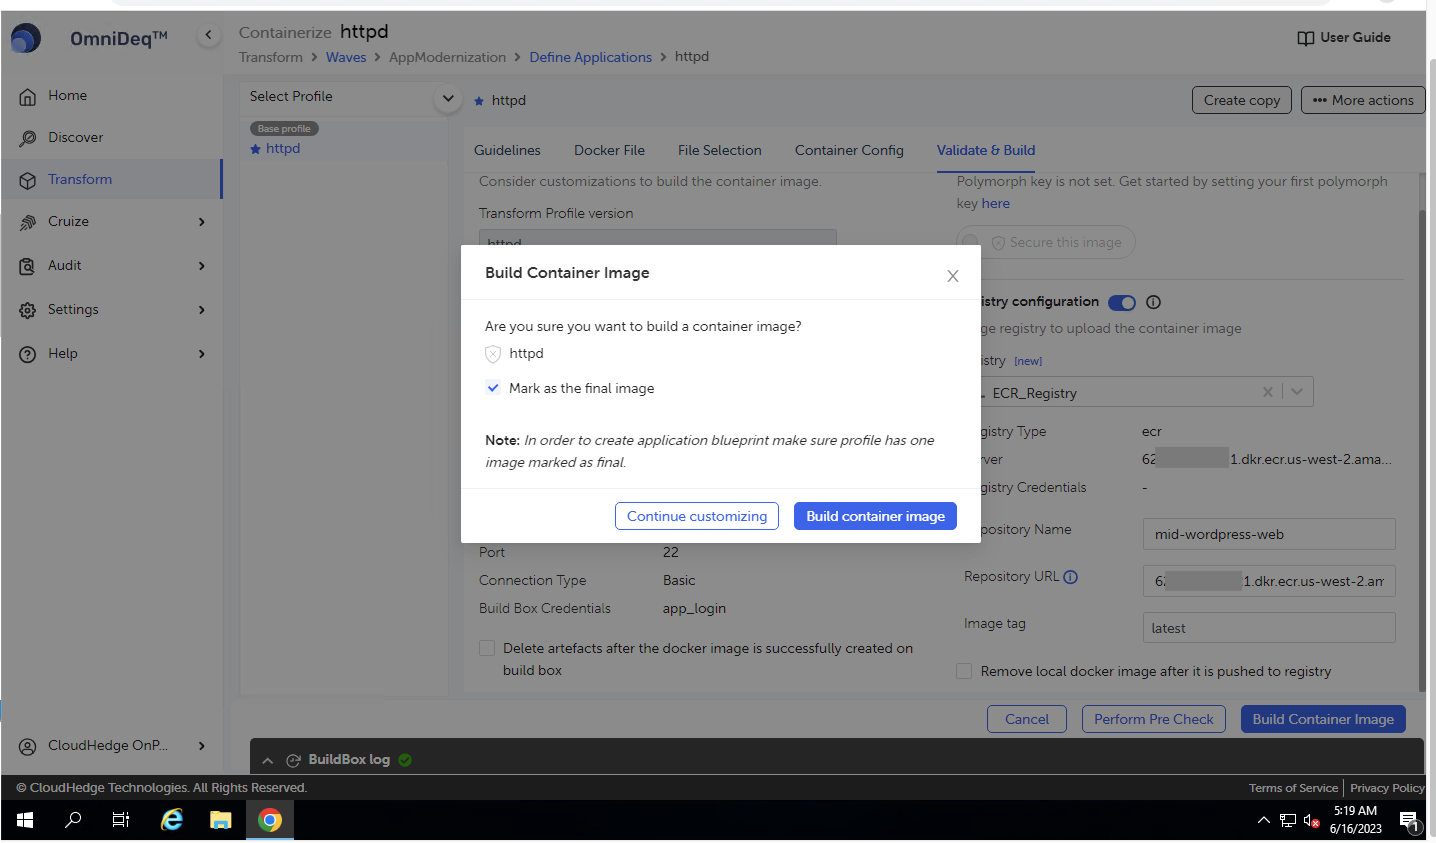 OmniDeq™
Containerize httpd
Transform > Waves > AppModernization > Define Applications > httpd
User Guide
Home
Discover
Transform
Cruize
Audit
Settings
Help
CloudHedge OnP...
Select Profile
Base profile
httpd
httpd
Create copy
••• More actions
Guidelines
Docker File
File Selection
Container Config
Validate & Build
Consider customizations to build the container image.
Transform Profile version
httpd
Polymorph key is not set. Get started by setting your first polymorph
key here
Secure this image
istry configuration
ge registry to upload the container image
istry [new]
ECR_Registry
gistry Type ecr
rver 62 1.dkr.ecr.us-west-2.ama...
gistry Credentials -
pository Name mid-wordpress-web
Repository URL 1.dkr.ecr.us-west-2.am
Image tag latest
Remove local docker image after it is pushed to registry
Build Container Image
Are you sure you want to build a container image?
httpd
Mark as the final image
Note: In order to create application blueprint make sure profile has one
image marked as final.
Continue customizing
Build container image
Port 22
Connection Type Basic
Build Box Credentials app_login
Delete artefacts after the docker image is successfully created on
build box
Cancel
Perform Pre Check
Build Container Image
BuildBox log
© CloudHedge Technologies. All Rights Reserved.
Terms of Service | Privacy Policy
5:19 AM
6/16/2023
1